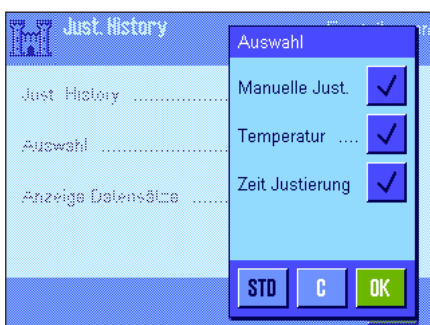 Just. History
Auswahl
Manuelle Just.
Just. History ..................
Temperatur ....
Auswahl ......................
Zeit Justierung
Anzeige Datensätze ......
STD C OK